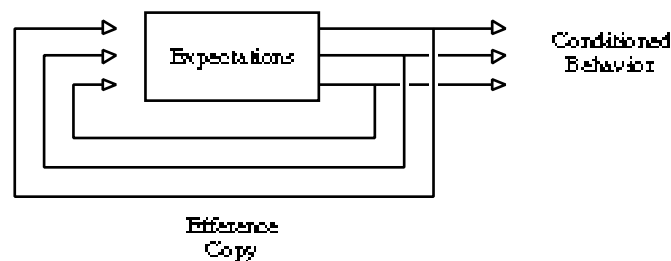 Expectations
Conditioned
Behavior
Efference
Copy